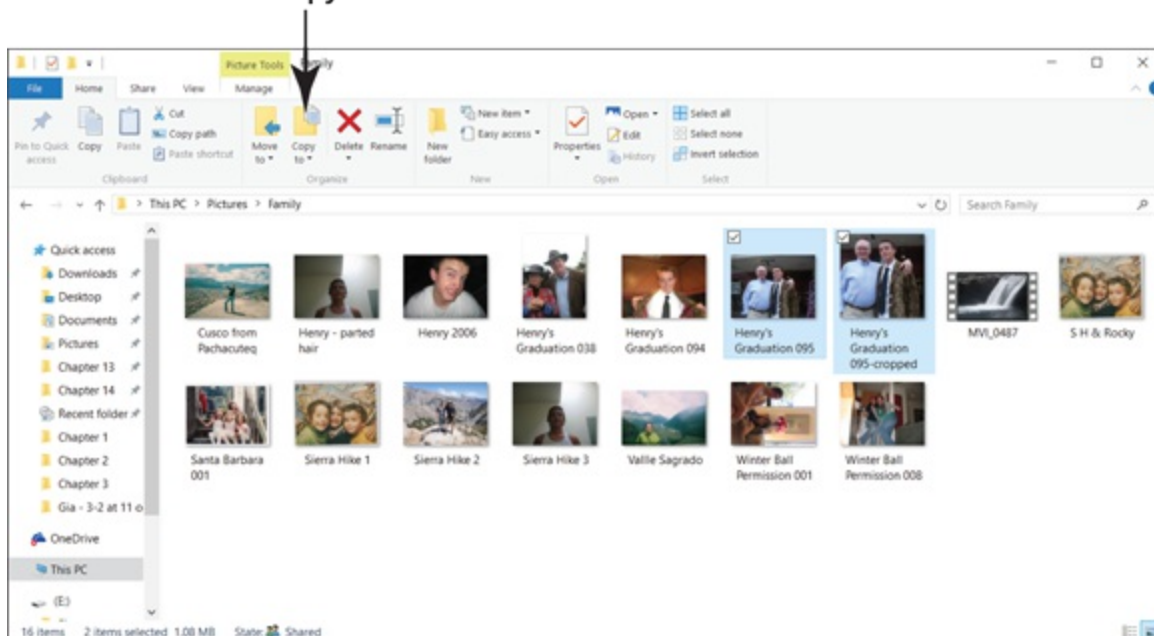 Picture Tools
Family
File
Home
Share
View
Manage
Pin to Quick access
Copy
Paste
Cut
Copy path
Paste shortcut
Clipboard
Move to
Copy to
Delete
Rename
Organize
New folder
New item
Easy access
New
Properties
Open
Edit
History
Open
Select all
Select none
Invert selection
Select
This PC > Pictures > Family
Search Family
Quick access
Downloads
Desktop
Documents
Pictures
Chapter 13
Chapter 14
Recent folder
Chapter 1
Chapter 2
Chapter 3
Gia - 3-2 at 11 o
OneDrive
This PC
(E:)
Cusco from
Pachacuteq
Henry - parted
hair
Henry 2006
Henry's
Graduation 038
Henry's
Graduation 094
Henry's
Graduation 095
Henry's
Graduation
095-cropped
MVI_0487
S H & Rocky
Santa Barbara
001
Sierra Hike 1
Sierra Hike 2
Sierra Hike 3
Vallle Sagrado
Winter Ball
Permission 001
Winter Ball
Permission 008
16 items 2 items selected 1.08 MB State: Shared